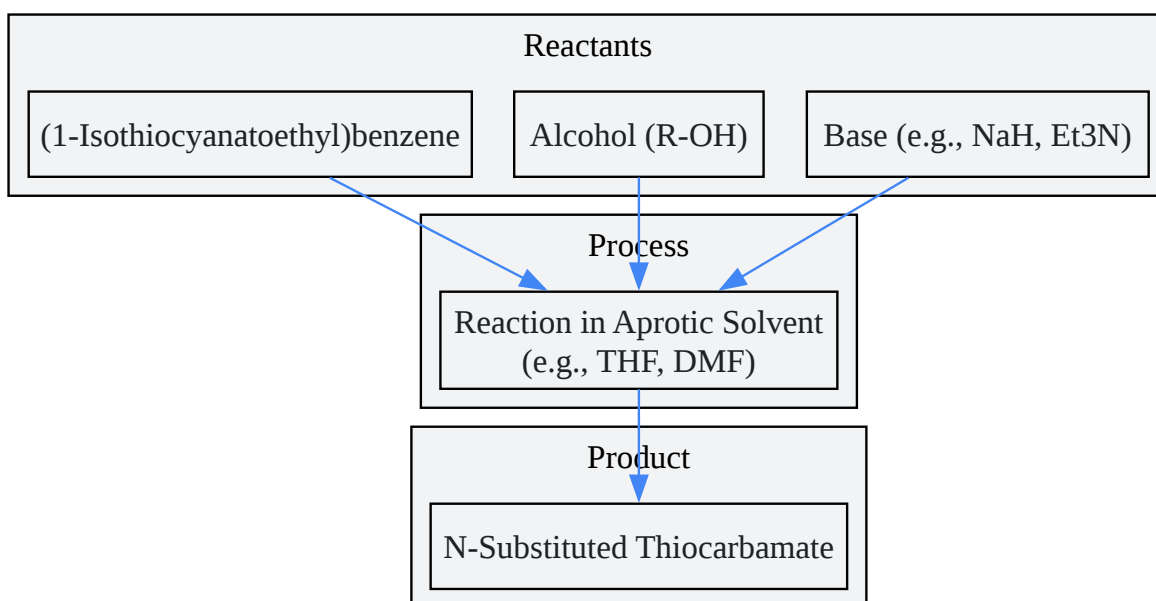 Reactants
(1-Isothiocyanatoethyl)benzene
Alcohol (R-OH)
Base (e.g., NaH, Et3N)
Process
Reaction in Aprotic Solvent
(e.g., THF, DMF)
Product
N-Substituted Thiocarbamate